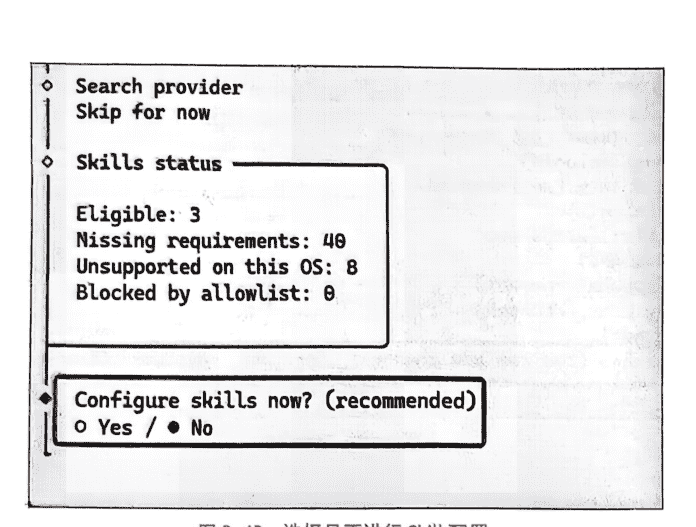 Search provider
Skip for now
Skills status
Eligible: 3
Nissing requirements: 40
Unsupported on this OS: 8
Blocked by allowlist: 0
Configure skills now? (recommended)
Yes / No